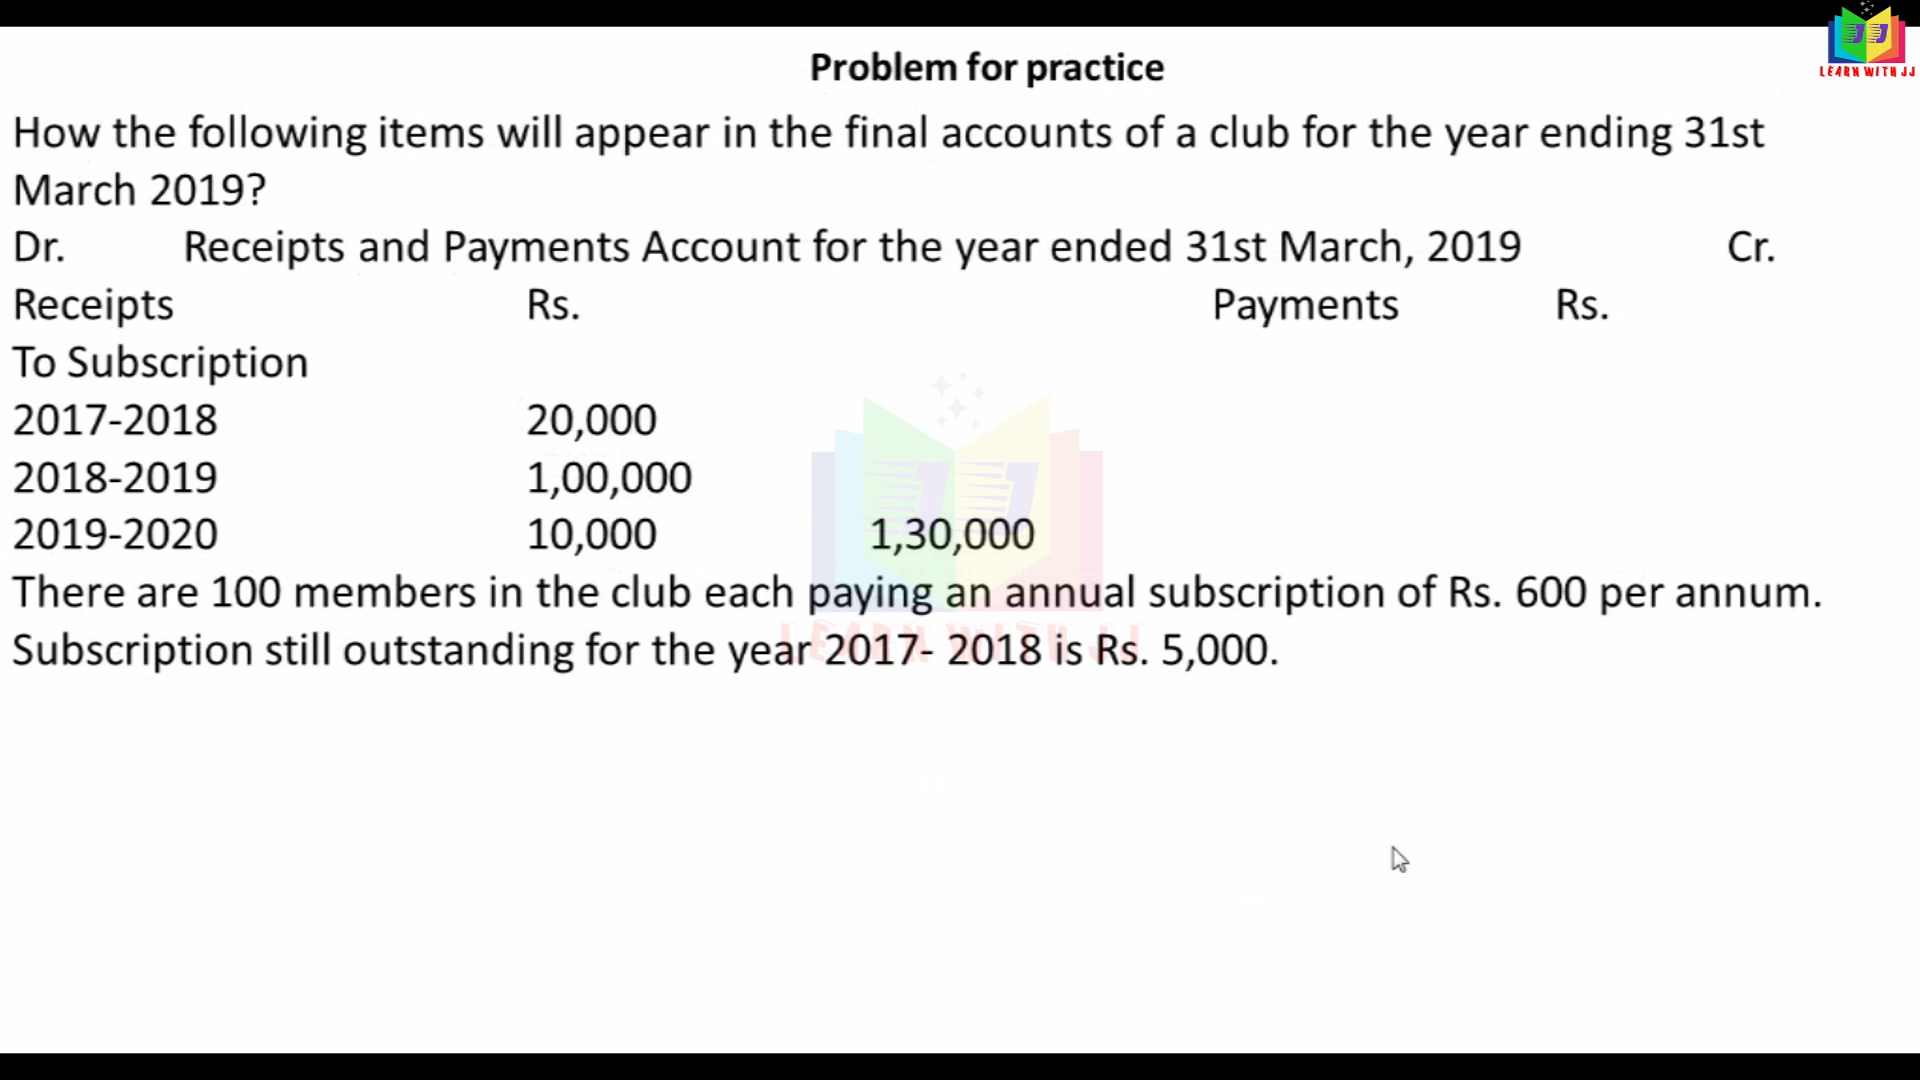 LEARN WITH JJ
Problem for practice
How the following items will appear in the final accounts of a club for the year ending 31st
March 2019?
Dr. Receipts and Payments Account for the year ended 31st March, 2019 Cr.
Receipts Rs. Payments Rs.
To Subscription
2017-2018 20,000
2018-2019 1,00,000
2019-2020 10,000 1,30,000
There are 100 members in the club each paying an annual subscription of Rs. 600 per annum.
Subscription still outstanding for the year 2017- 2018 is Rs. 5,000.
LEARN WITH JJ